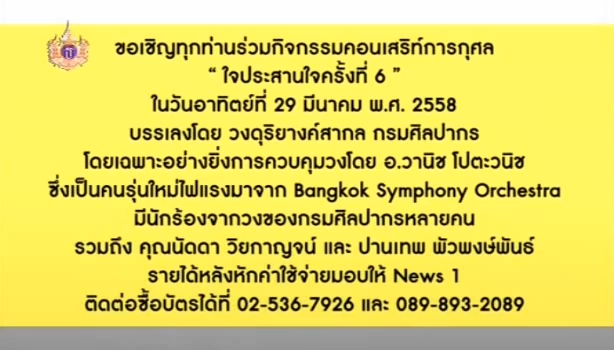 ขอเชิญทุกท่านร่วมกิจกรรมคอนเสริท์การกุศล
“ ใจประสานใจครั้งที่ 6 ”
ในวันอาทิตย์ที่ 29 มีนาคม พ.ศ. 2558
บรรเลงโดย วงดุริยางค์สากล กรมศิลปากร
โดยเฉพาะอย่างยิ่งการควบคุมวงโดย อ.วานิช โปตะวนิช
ซึ่งเป็นคนรุ่นใหม่ไฟแรงมาจาก Bangkok Symphony Orchestra
มีนักร้องจากวงของกรมศิลปากรหลายคน
รวมถึง คุณนัดดา วิยกาญจน์ และ ปานเทพ พัวพงษ์พันธ์
รายได้หลังหักค่าใช้จ่ายมอบให้ News 1
ติดต่อซื้อบัตรได้ที่ 02-536-7926 และ 089-893-2089